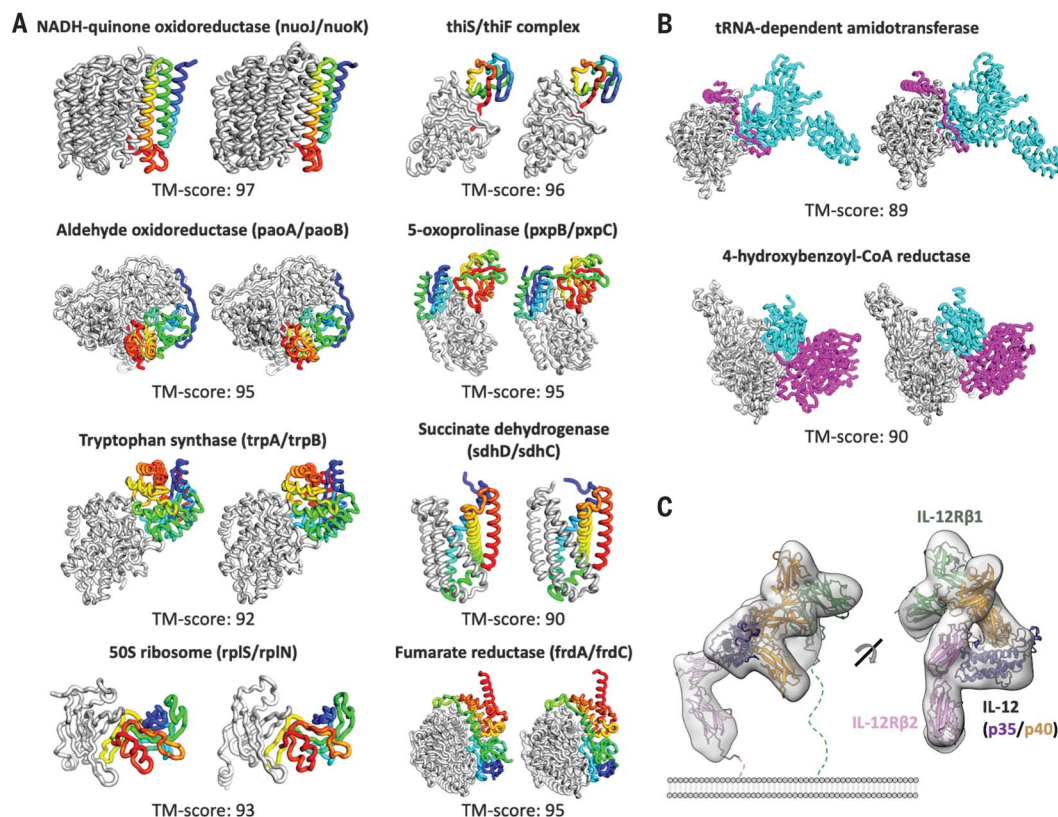 A
NADH-quinone oxidoreductase (nuoJ/nuoK)
TM-score: 97
thiS/thiF complex
TM-score: 96
Aldehyde oxidoreductase (paoA/paoB)
TM-score: 95
5-oxoprolinase (pxpB/pxpC)
TM-score: 95
Tryptophan synthase (trpA/trpB)
TM-score: 92
Succinate dehydrogenase
(sdhD/sdhC)
TM-score: 90
50S ribosome (rplS/rplN)
TM-score: 93
Fumarate reductase (frdA/frdC)
TM-score: 95
B
tRNA-dependent amidotransferase
TM-score: 89
4-hydroxybenzoyl-CoA reductase
TM-score: 90
C
IL-12Rβ1
IL-12Rβ2
IL-12
(p35/p40)